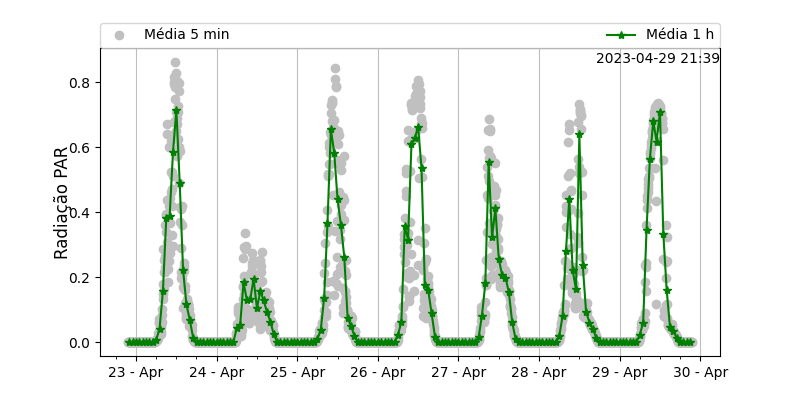 Média 5 min
Média 1 h
2023-04-29 21:39
Radiação PAR
0.8
0.6
0.4
0.2
0.0
23 - Apr
24 - Apr
25 - Apr
26 - Apr
27 - Apr
28 - Apr
29 - Apr
30 - Apr